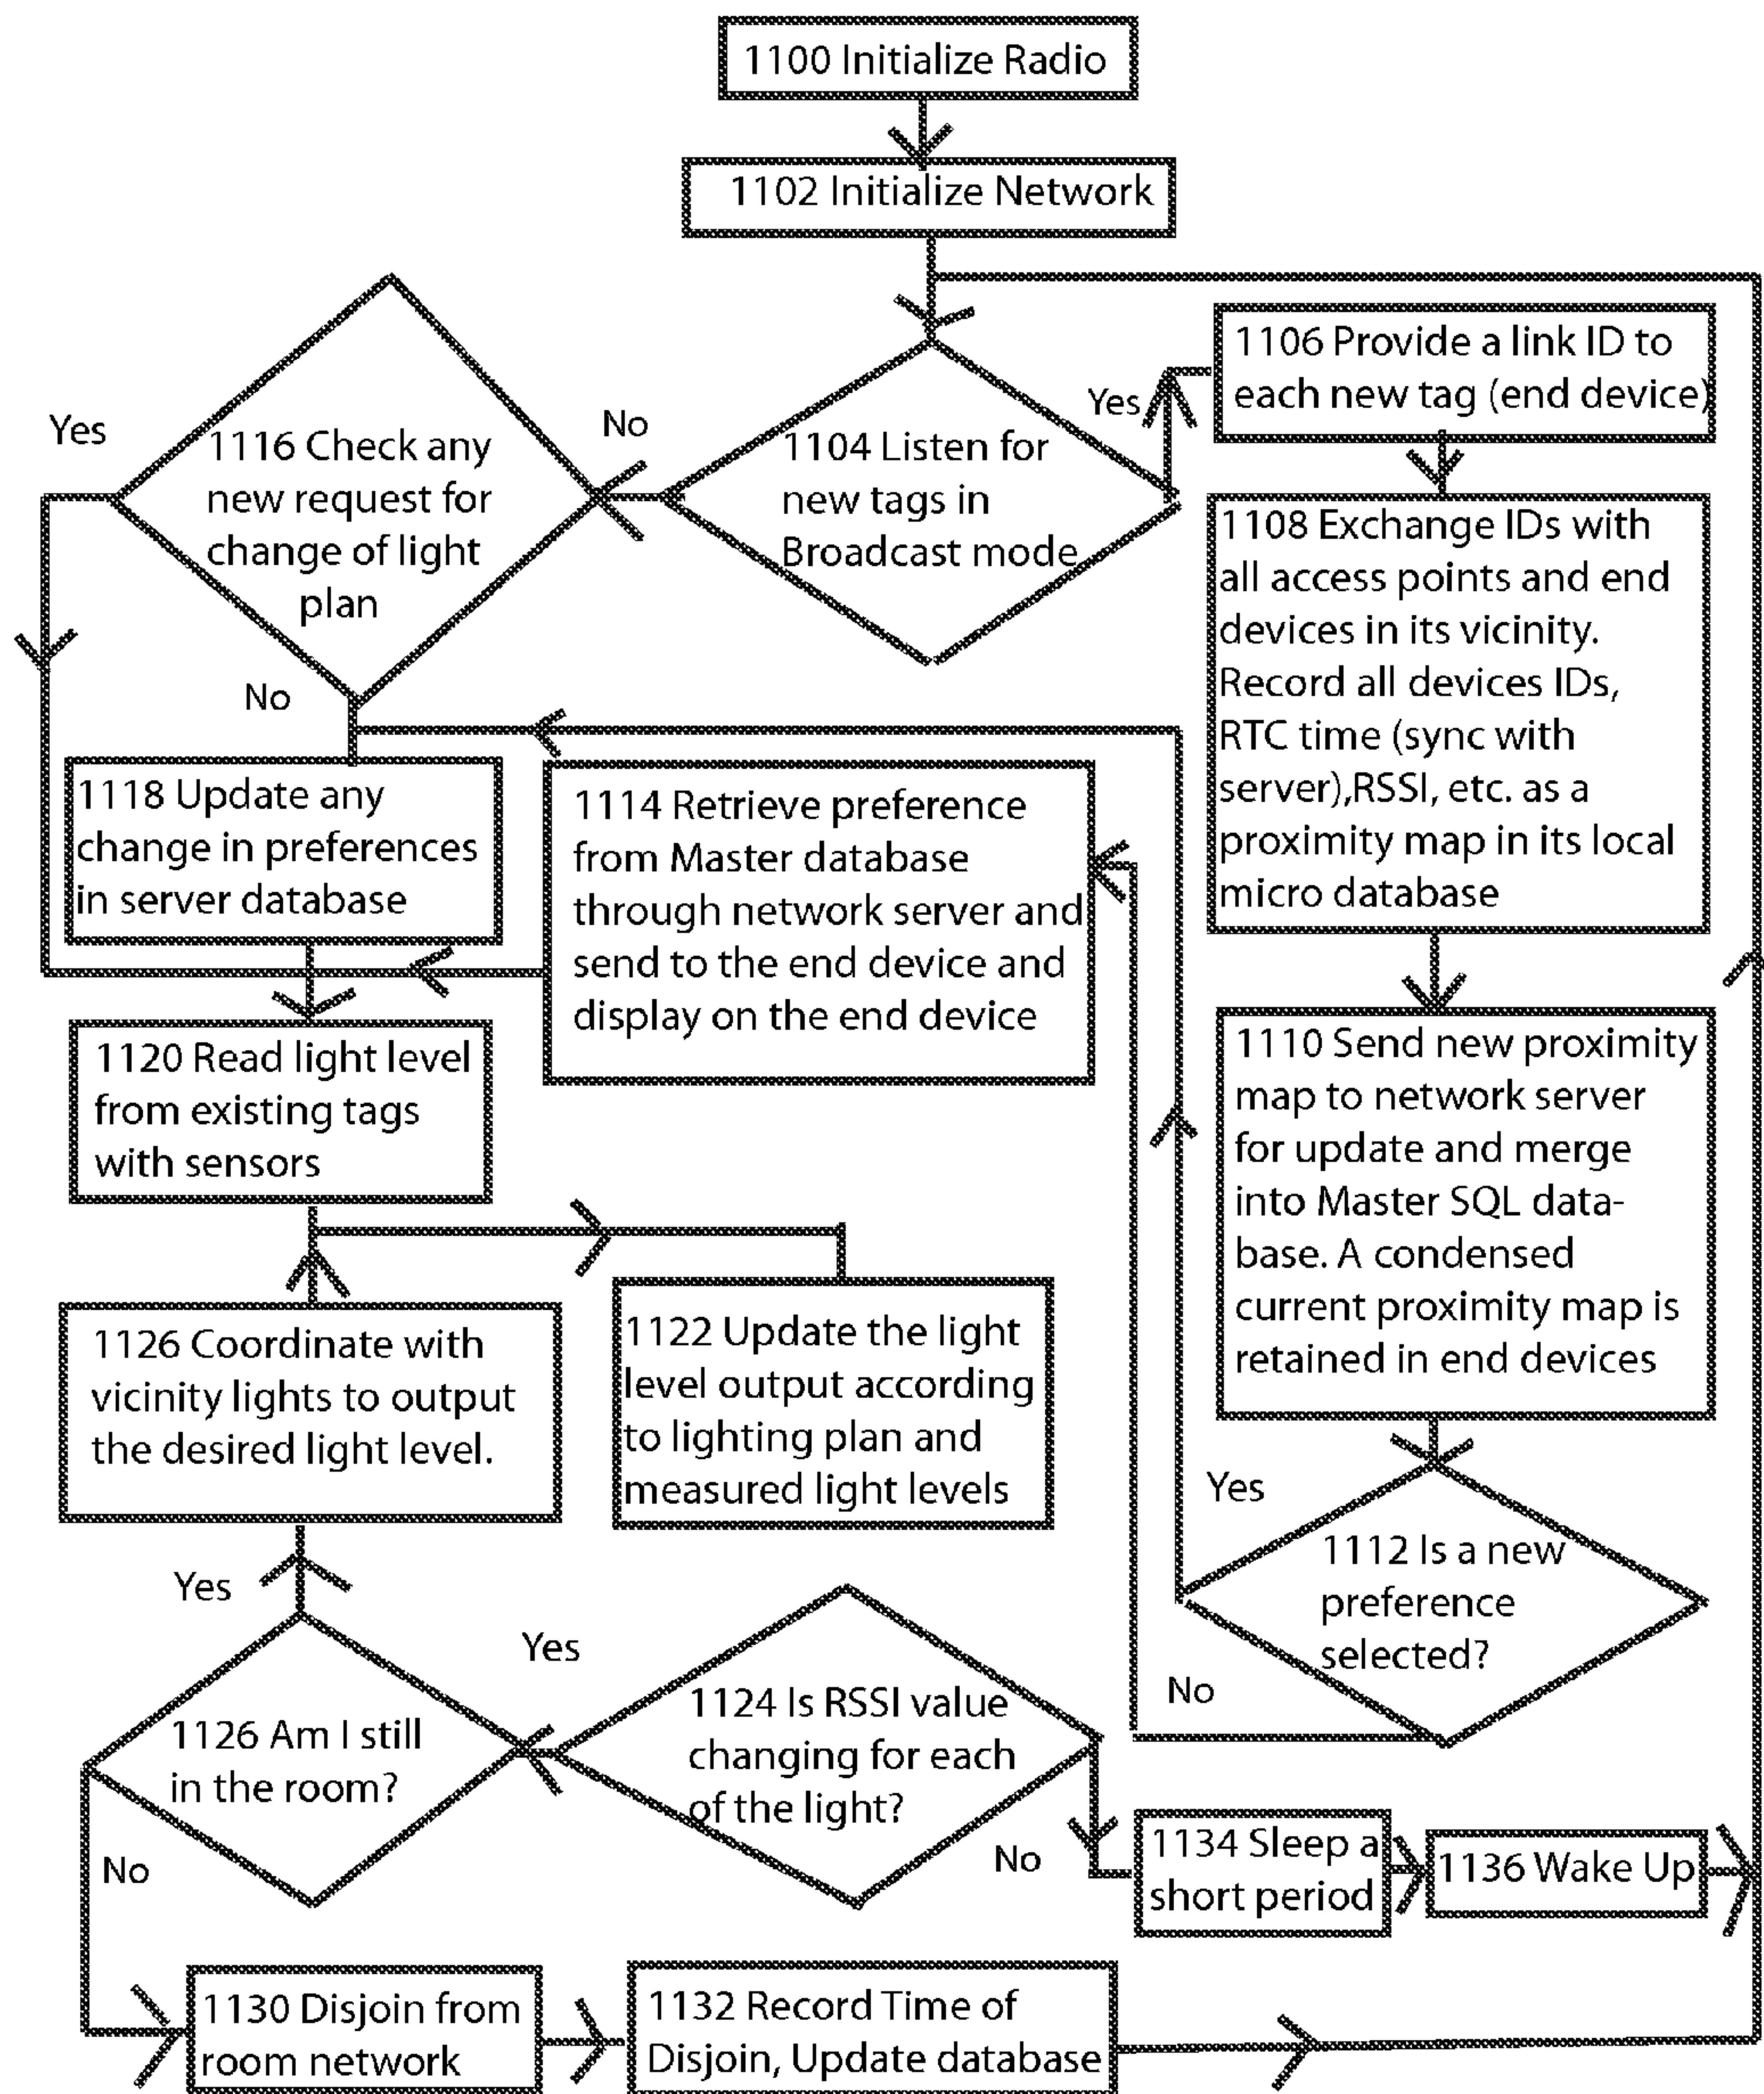 1100 Initialize Radio
1102 Initialize Network
1104 Listen for
new tags in
Broadcast mode
Yes
No
1106 Provide a link ID to
each new tag (end device)
1108 Exchange IDs with
all access points and end
devices in its vicinity.
Record all devices IDs,
RTC time (sync with
server),RSSI, etc. as a
proximity map in its local
micro database
1110 Send new proximity
map to network server
for update and merge
into Master SQL data-
base. A condensed
current proximity map is
retained in end devices
1112 Is a new
preference
selected?
Yes
No
1114 Retrieve preference
from Master database
through network server and
send to the end device and
display on the end device
1116 Check any
new request for
change of light
plan
Yes
No
1118 Update any
change in preferences
in server database
1120 Read light level
from existing tags
with sensors
1122 Update the light
level output according
to lighting plan and
measured light levels
1126 Coordinate with
vicinity lights to output
the desired light level.
Yes
1126 Am I still
in the room?
No
Yes
1124 Is RSSI value
changing for each
of the light?
No
1134 Sleep a
short period
1136 Wake Up
1130 Disjoin from
room network
1132 Record Time of
Disjoin, Update database